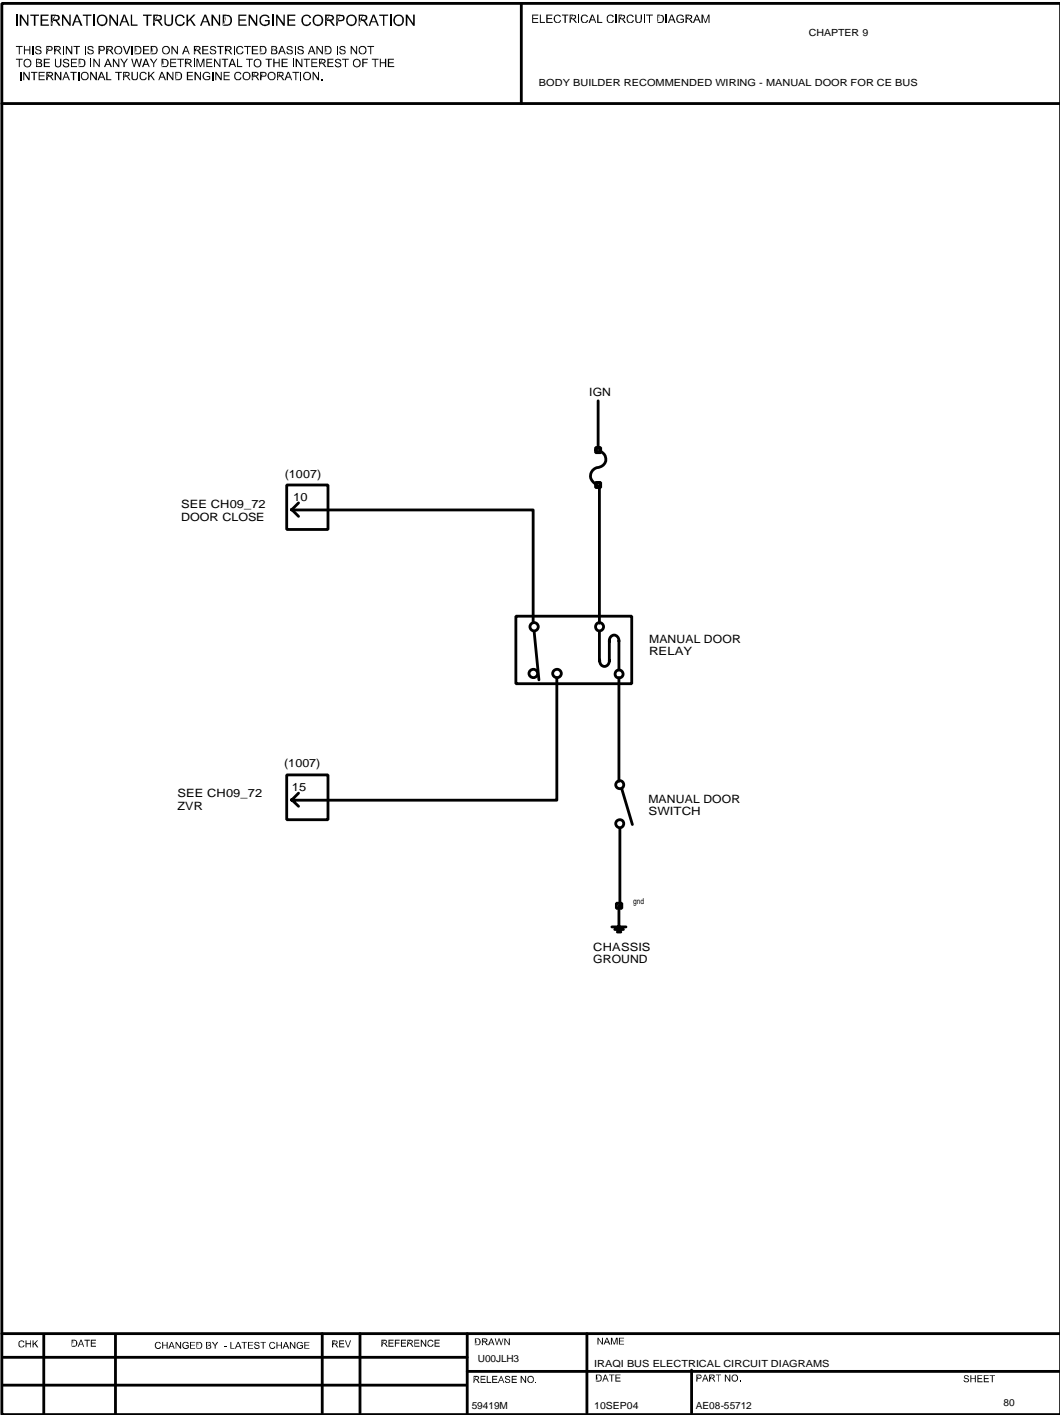 INTERNATIONAL TRUCK AND ENGINE CORPORATION
THIS PRINT IS PROVIDED ON A RESTRICTED BASIS AND IS NOT
TO BE USED IN ANY WAY DETRIMENTAL TO THE INTEREST OF THE
INTERNATIONAL TRUCK AND ENGINE CORPORATION.
ELECTRICAL CIRCUIT DIAGRAM
CHAPTER 9
BODY BUILDER RECOMMENDED WIRING - MANUAL DOOR FOR CE BUS
IGN
(1007)
10
SEE CH09_72
DOOR CLOSE
MANUAL DOOR
RELAY
(1007)
15
SEE CH09_72
ZVR
MANUAL DOOR
SWITCH
gnd
CHASSIS
GROUND
CHK
DATE
CHANGED BY - LATEST CHANGE
REV
REFERENCE
DRAWN
U00JLH3
NAME
IRAQI BUS ELECTRICAL CIRCUIT DIAGRAMS
RELEASE NO.
59419M
DATE
10SEP04
PART NO.
AE08-55712
SHEET
80